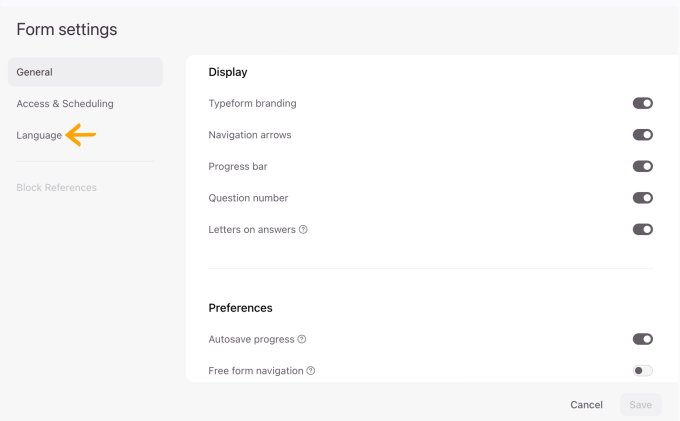 Form settings
General
Access & Scheduling
Language
Block References
Display
Typeform branding
Navigation arrows
Progress bar
Question number
Letters on answers ?
Preferences
Autosave progress ?
Free form navigation ?
Cancel
Save